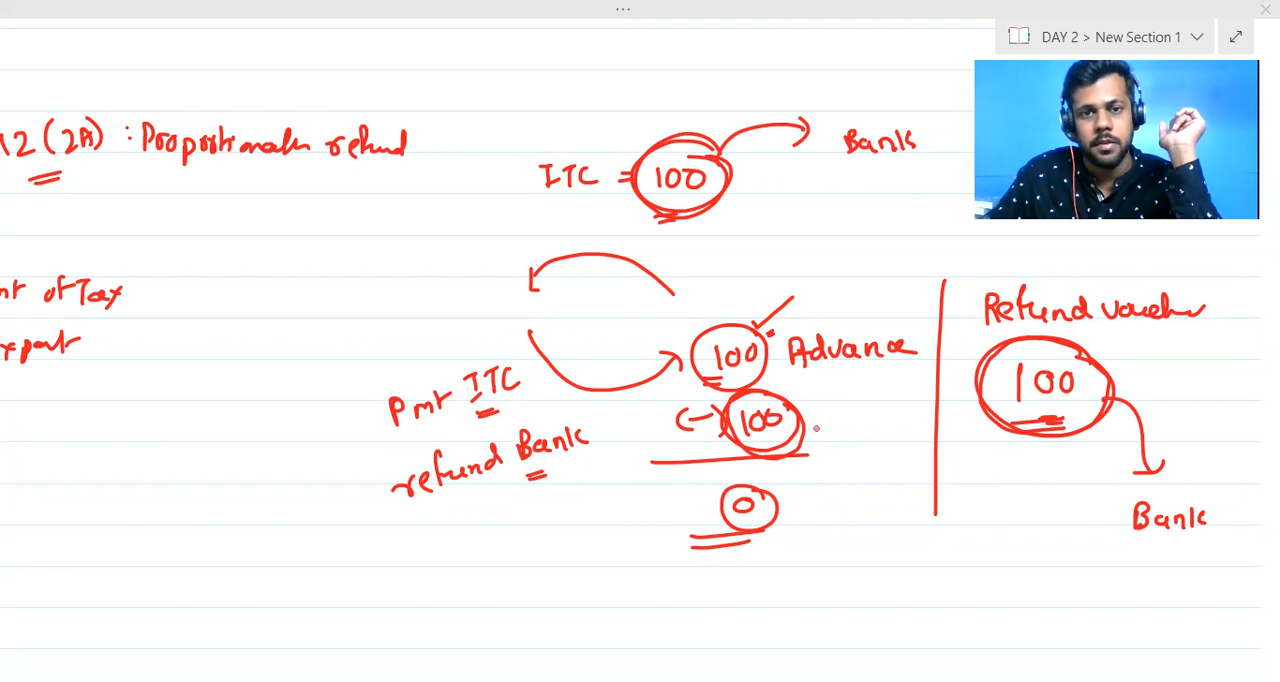 DAY 2 > New Section 1
12 (2A) : Proportionate refund
ITC = 100
Bank
nt of Tax
xport
100 Advance
(-) 100
0
Pmt ITC
refund Bank
Refund voucher
100
Bank